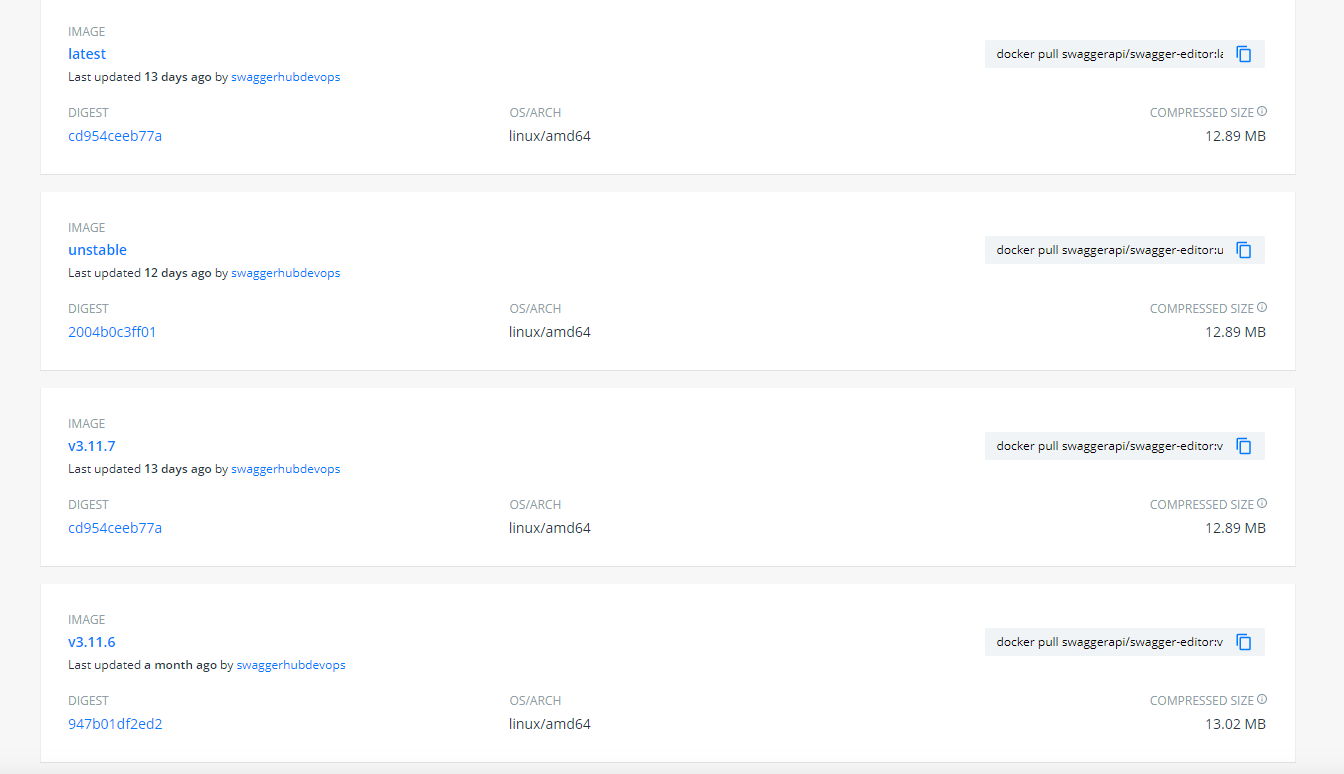 IMAGE
latest
docker pull swaggerapi/swagger-editor:la
Last updated 13 days ago by swaggerhubdevops
DIGEST OS/ARCH COMPRESSED SIZE
cd954ceeb77a linux/amd64 12.89 MB
IMAGE
unstable
docker pull swaggerapi/swagger-editor:u
Last updated 12 days ago by swaggerhubdevops
DIGEST OS/ARCH COMPRESSED SIZE
2004b0c3ff01 linux/amd64 12.89 MB
IMAGE
v3.11.7
docker pull swaggerapi/swagger-editor:v
Last updated 13 days ago by swaggerhubdevops
DIGEST OS/ARCH COMPRESSED SIZE
cd954ceeb77a linux/amd64 12.89 MB
IMAGE
v3.11.6
docker pull swaggerapi/swagger-editor:v
Last updated a month ago by swaggerhubdevops
DIGEST OS/ARCH COMPRESSED SIZE
947b01df2ed2 linux/amd64 13.02 MB